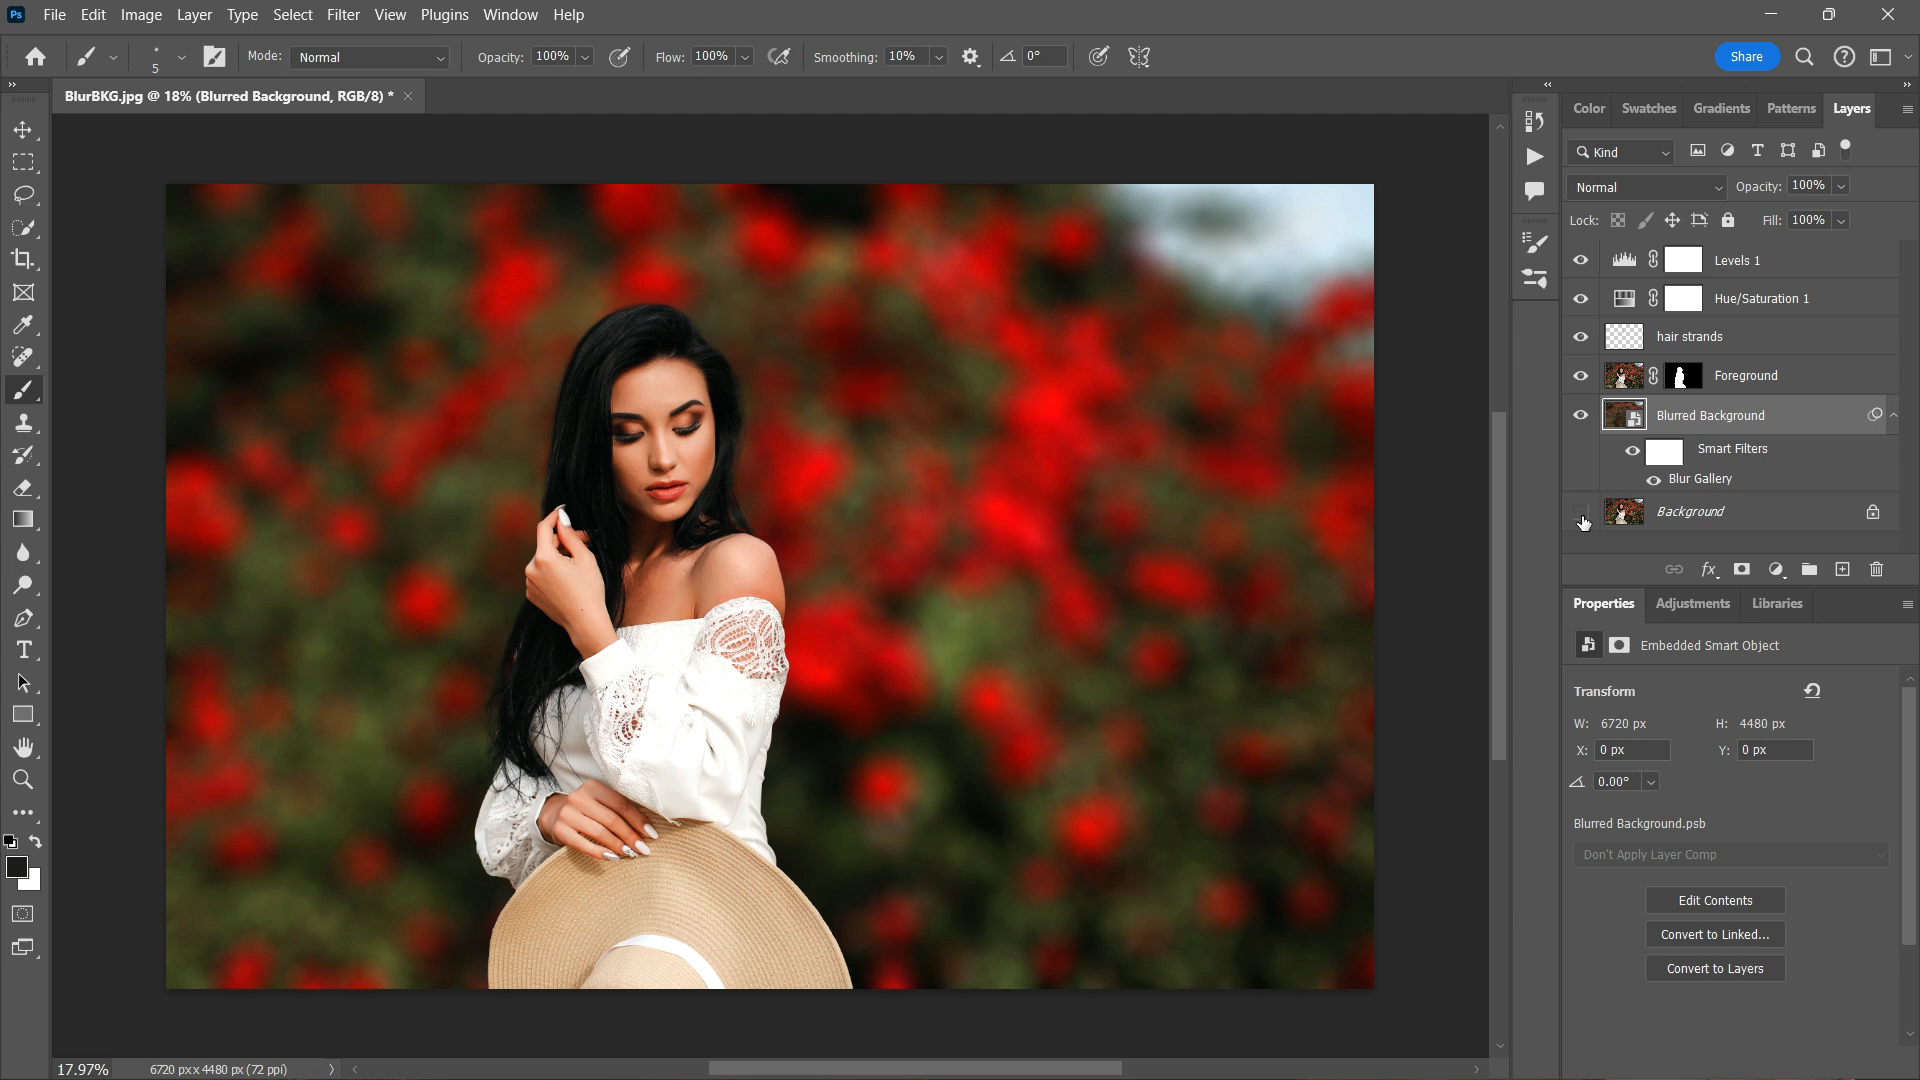 Ps File Edit Image Layer Type Select Filter View Plugins Window Help
5 Mode: Normal Opacity: 100% Flow: 100% Smoothing: 10% 0° Share
BlurBKG.jpg @ 18% (Blurred Background, RGB/8) *
Color Swatches Gradients Patterns Layers
Kind
Normal Opacity: 100%
Lock: Fill: 100%
Levels 1
Hue/Saturation 1
hair strands
Foreground
Blurred Background
Smart Filters
Blur Gallery
Background
fx
Properties Adjustments Libraries
Embedded Smart Object
Transform
W: 6720 px H: 4480 px
X: 0 px Y: 0 px
0.00°
Blurred Background.psb
Don't Apply Layer Comp
Edit Contents
Convert to Linked...
Convert to Layers
17.97% 6720 px x 4480 px (72 ppi)